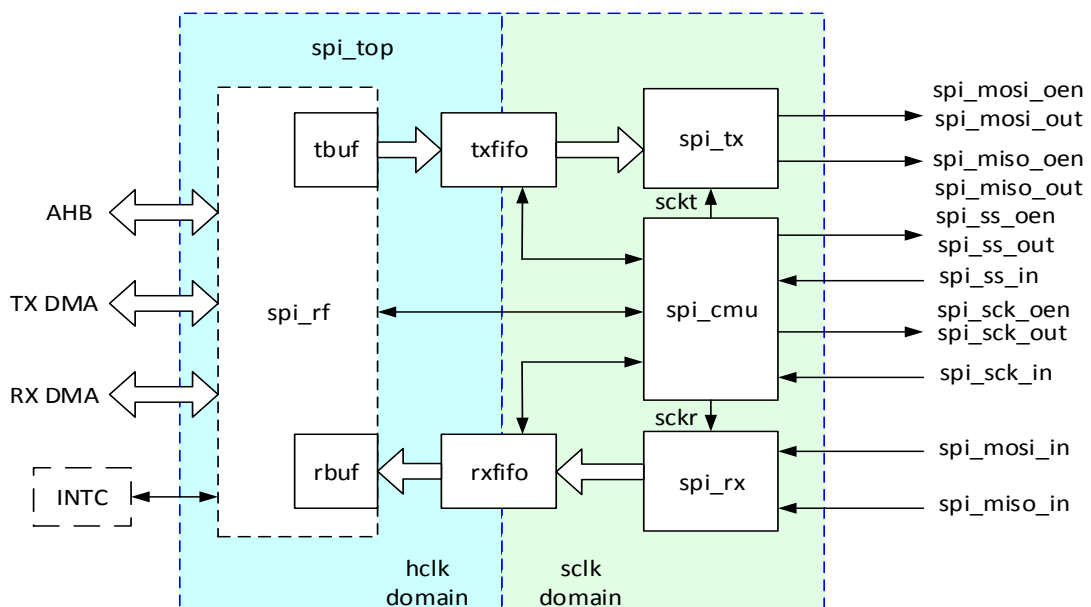 spi_top
tbuf
txfifo
spi_tx
spi_mosi_oen
spi_mosi_out
spi_miso_oen
spi_miso_out
sckt
AHB
spi_ss_oen
spi_ss_out
spi_ss_in
TX DMA
spi_rf
spi_cmu
spi_sck_oen
spi_sck_out
spi_sck_in
RX DMA
sckr
rbuf
rxfifo
spi_rx
spi_mosi_in
INTC
spi_miso_in
hclk
domain
sclk
domain